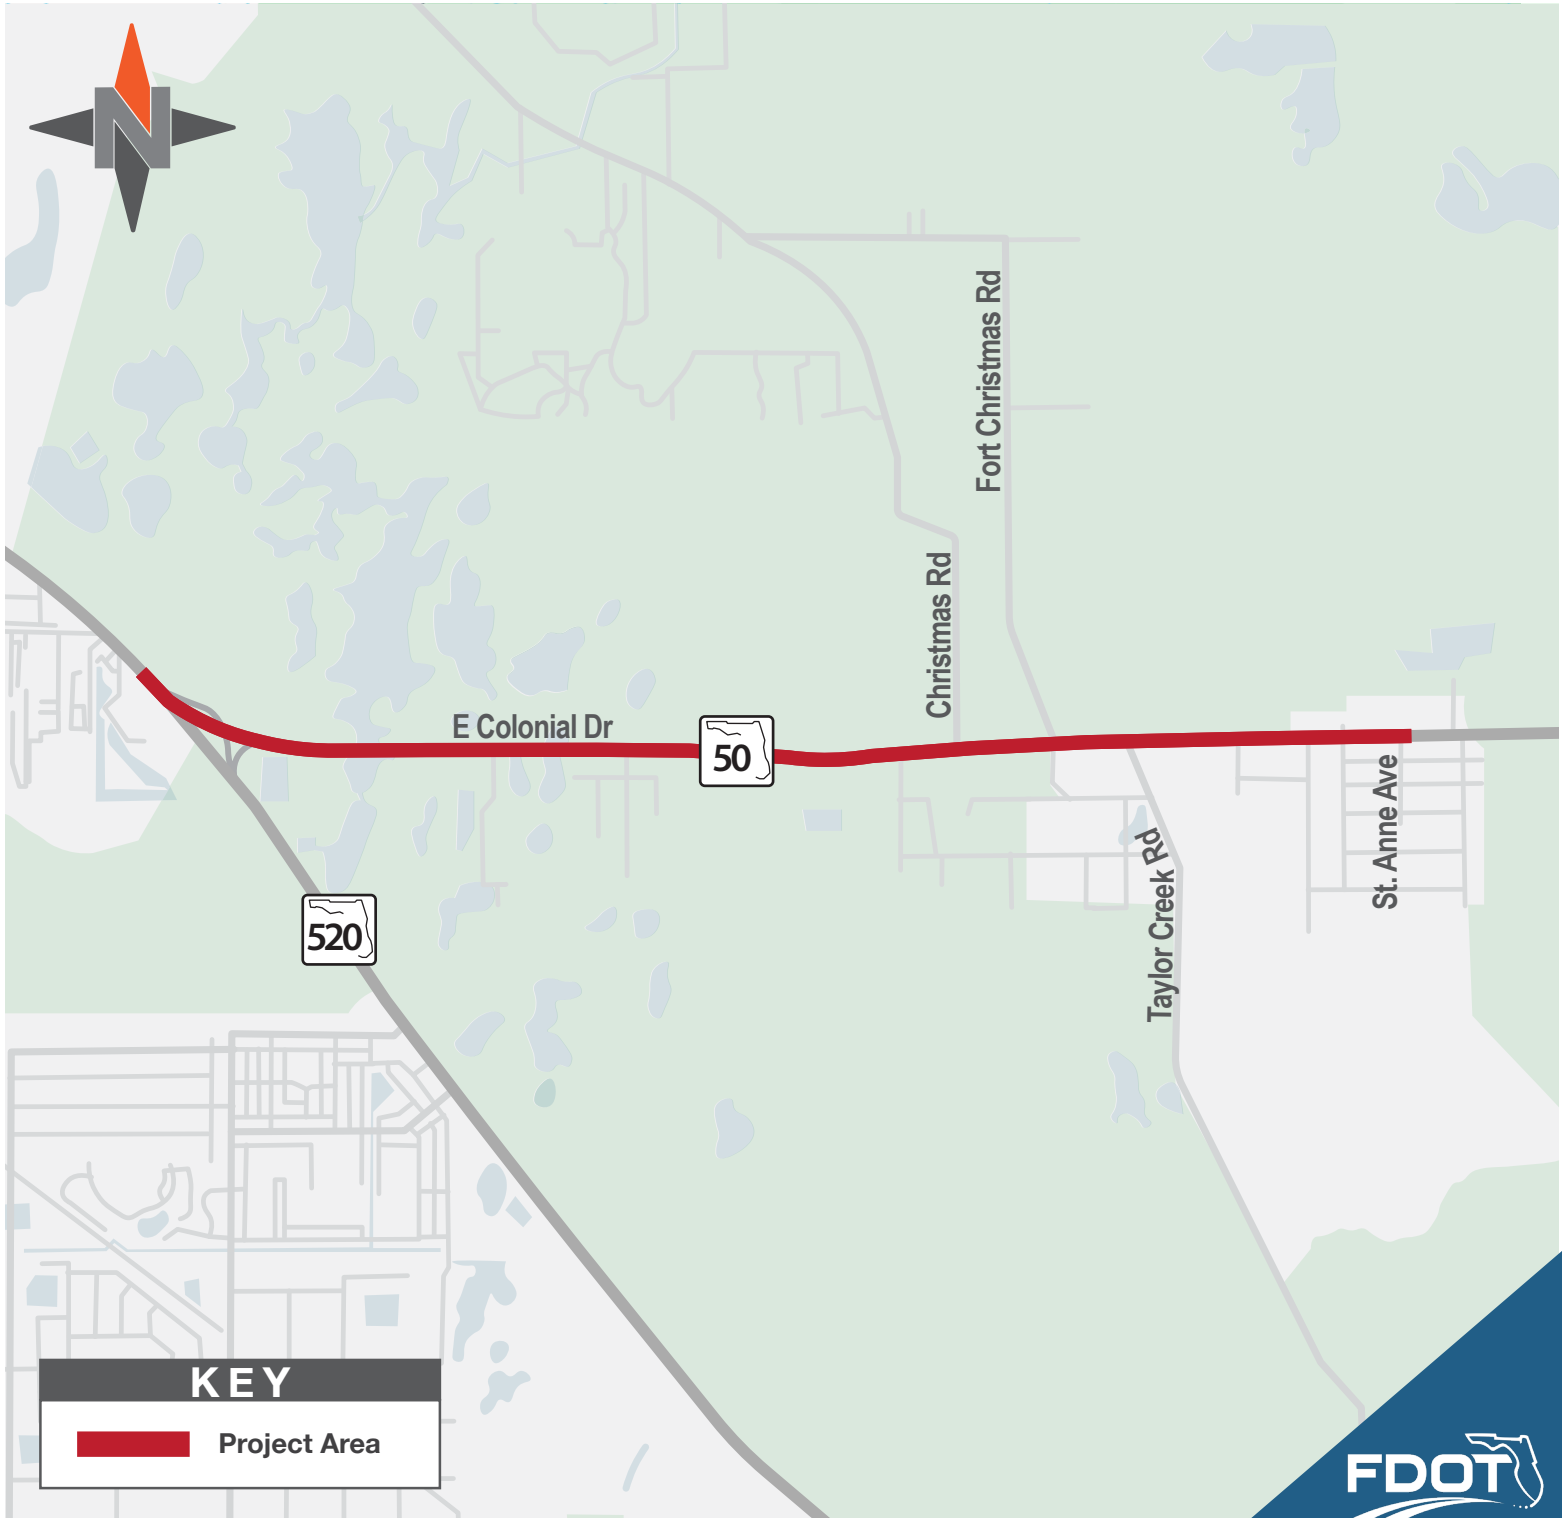 N
Fort Christmas Rd
Christmas Rd
E Colonial Dr
50
St. Anne Ave
Taylor Creek Rd
520
KEY
Project Area
FDOT